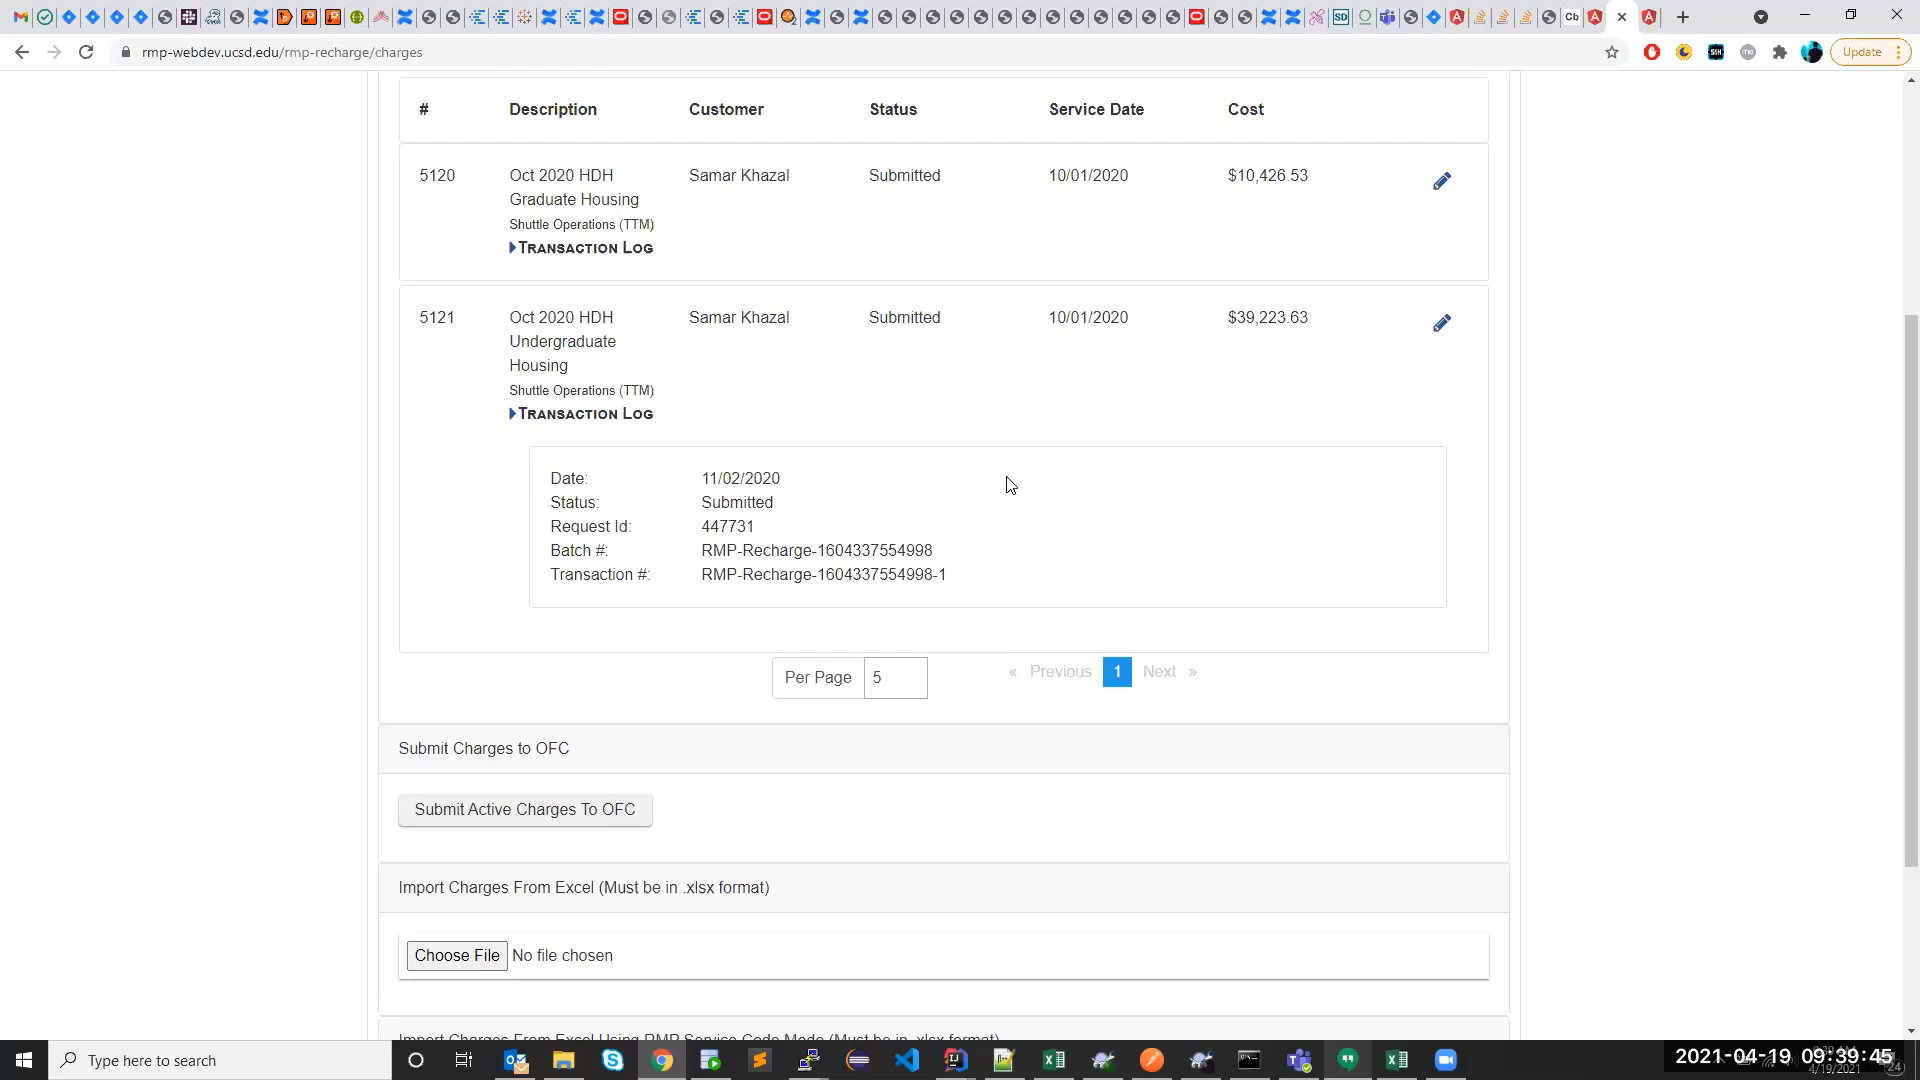 rmp-webdev.ucsd.edu/rmp-recharge/charges
Update
# Description Customer Status Service Date Cost
5120 Oct 2020 HDH Samar Khazal Submitted 10/01/2020 $10,426.53
Graduate Housing
Shuttle Operations (TTM)
TRANSACTION LOG
5121 Oct 2020 HDH Samar Khazal Submitted 10/01/2020 $39,223.63
Undergraduate
Housing
Shuttle Operations (TTM)
TRANSACTION LOG
Date: 11/02/2020
Status: Submitted
Request Id: 447731
Batch #: RMP-Recharge-1604337554998
Transaction #: RMP-Recharge-1604337554998-1
Per Page 5 « Previous 1 Next »
Submit Charges to OFC
Submit Active Charges To OFC
Import Charges From Excel (Must be in .xlsx format)
Choose File No file chosen
Import Charges From Excel Using RMP Service Code Mode (Must be in .xlsx format)
Type here to search
2021-04-19 09:39:45
4/19/2021